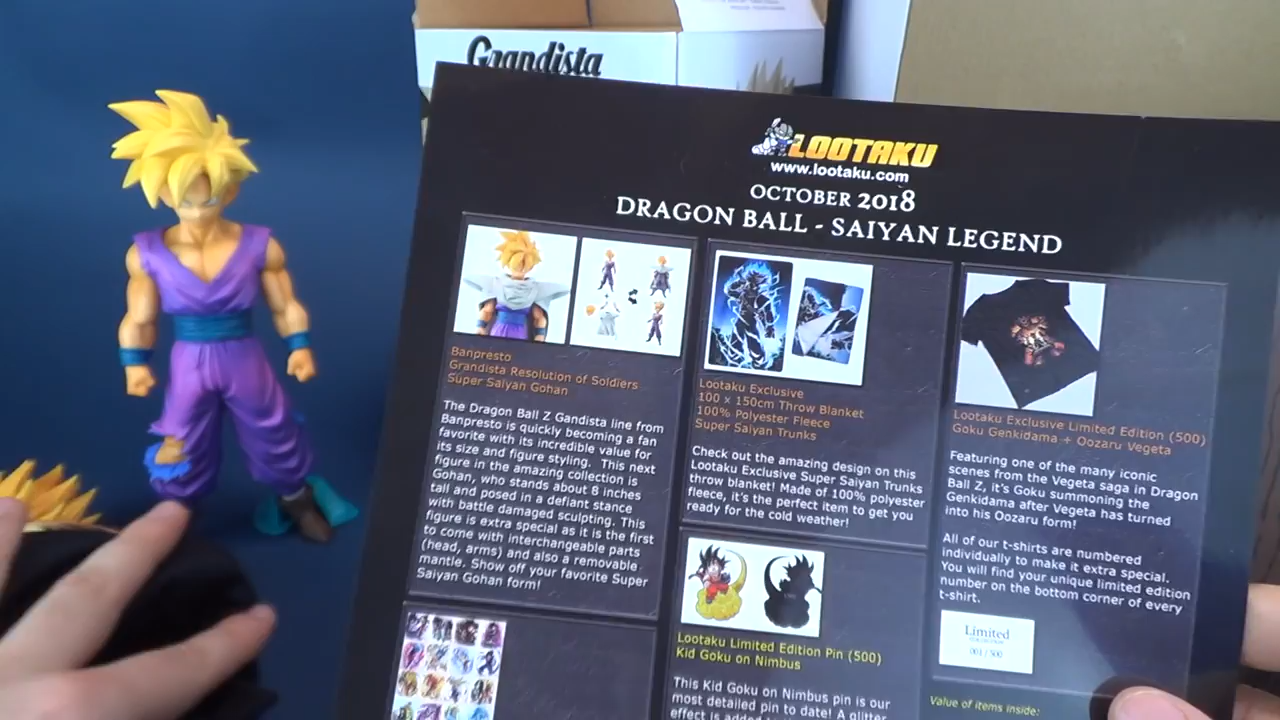 Grandista
LOOTAKU
www.lootaku.com
OCTOBER 2018
DRAGON BALL - SAIYAN LEGEND
Banpresto
Grandista Resolution of Soldiers
Super Saiyan Gohan
The Dragon Ball Z Gandista line from
Banpresto is quickly becoming a fan
favorite with its incredible value for
its size and figure styling. This next
figure in the amazing collection is
Gohan, who stands about 8 inches
tall and posed in a defiant stance
with battle damaged sculpting. This
figure is extra special as it is the first
to come with interchangeable parts
(head, arms) and also a removable
mantle. Show off your favorite Super
Saiyan Gohan form!
Lootaku Exclusive
100 x 150cm Throw Blanket
100% Polyester Fleece
Super Saiyan Trunks
Check out the amazing design on this
Lootaku Exclusive Super Saiyan Trunks
throw blanket! Made of 100% polyester
fleece, it's the perfect item to get you
ready for the cold weather!
Lootaku Limited Edition Pin (500)
Kid Goku on Nimbus
This Kid Goku on Nimbus pin is our
most detailed pin to date! A glitter
effect is added to the
Lootaku Exclusive Limited Edition (500)
Goku Genkidama + Oozaru Vegeta
Featuring one of the many iconic
scenes from the Vegeta saga in Dragon
Ball Z, it's Goku summoning the
Genkidama after Vegeta has turned
into his Oozaru form!
All of our t-shirts are numbered
individually to make it extra special.
You will find your unique limited edition
number on the bottom corner of every
t-shirt.
Limited
001 / 500
Value of items inside: